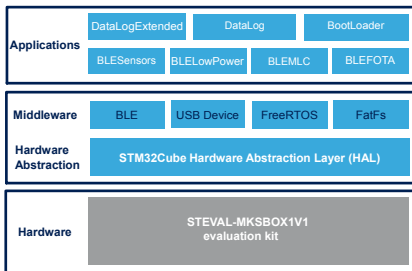 Applications
DataLogExtended
DataLog
BootLoader
BLESensors
BLELowPower
BLEMLC
BLEFOTA
Middleware
BLE
USB Device
FreeRTOS
FatFs
Hardware
Abstraction
STM32Cube Hardware Abstraction Layer (HAL)
Hardware
STEVAL-MKSBOX1V1
evaluation kit